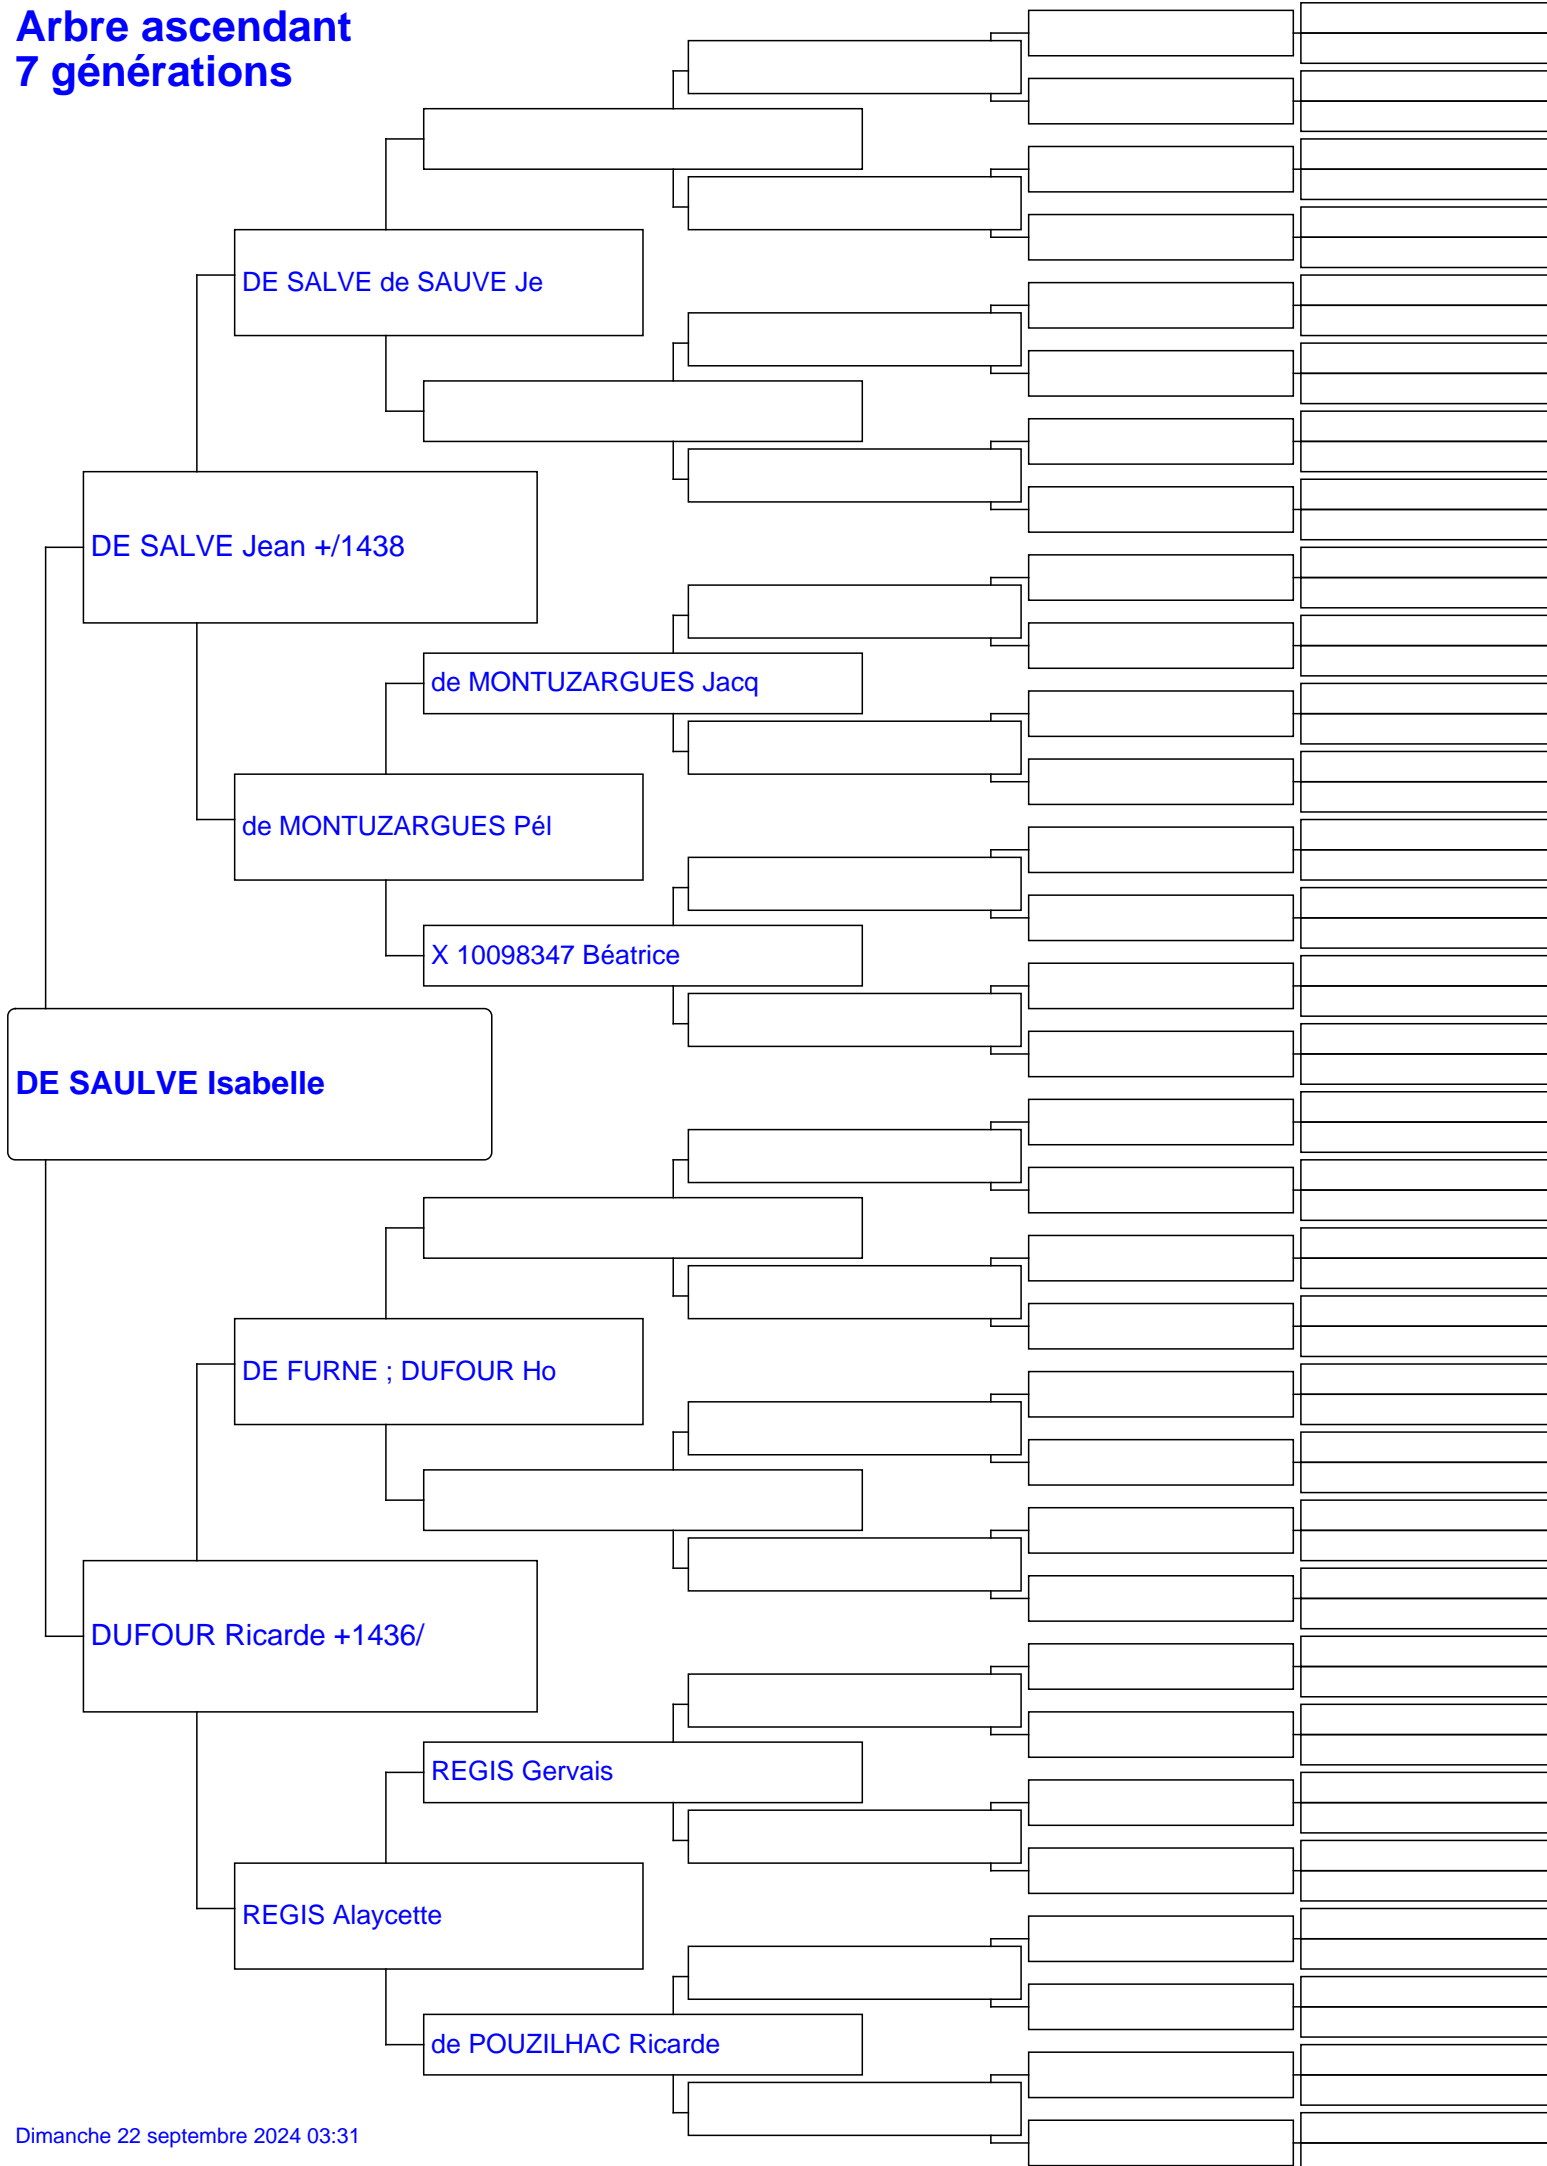 Arbre ascendant
7 générations
DE SALVE de SAUVE Je
DE SALVE Jean +/1438
de MONTUZARGUES Jacq
de MONTUZARGUES Pél
X 10098347 Béatrice
DE SAULVE Isabelle
DE FURNE ; DUFOUR Ho
DUFOUR Ricarde +1436/
REGIS Gervais
REGIS Alaycette
de POUZILHAC Ricarde
Dimanche 22 septembre 2024 03:31